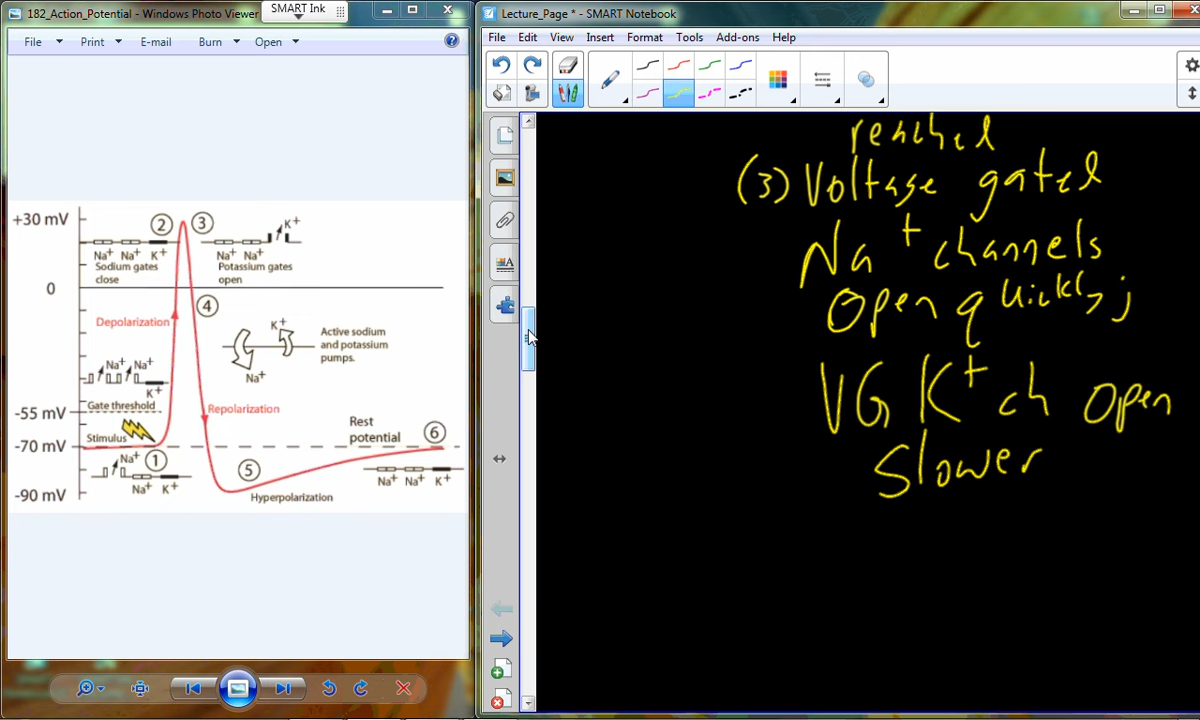 182_Action_Potential - Windows Photo Viewer
SMART Ink
File Print E-mail Burn Open
+30 mV
0
-55 mV
-70 mV
-90 mV
② ③
K+
Na+ Na+ K+
Sodium gates
close
Na+ Na+
Potassium gates
open
④
Depolarization
K+
Na+
Active sodium
and potassium
pumps.
Na+ Na+
K+
Gate threshold
Repolarization
Stimulus
Rest
potential
⑥
Na+ ①
Na+ K+
⑤
Na+ Na+ K+
Hyperpolarization
Lecture_Page * - SMART Notebook
File Edit View Insert Format Tools Add-ons Help
reached
(3) Voltage gated
Na+ channels
Open quickly;
VG K+ ch open
Slower